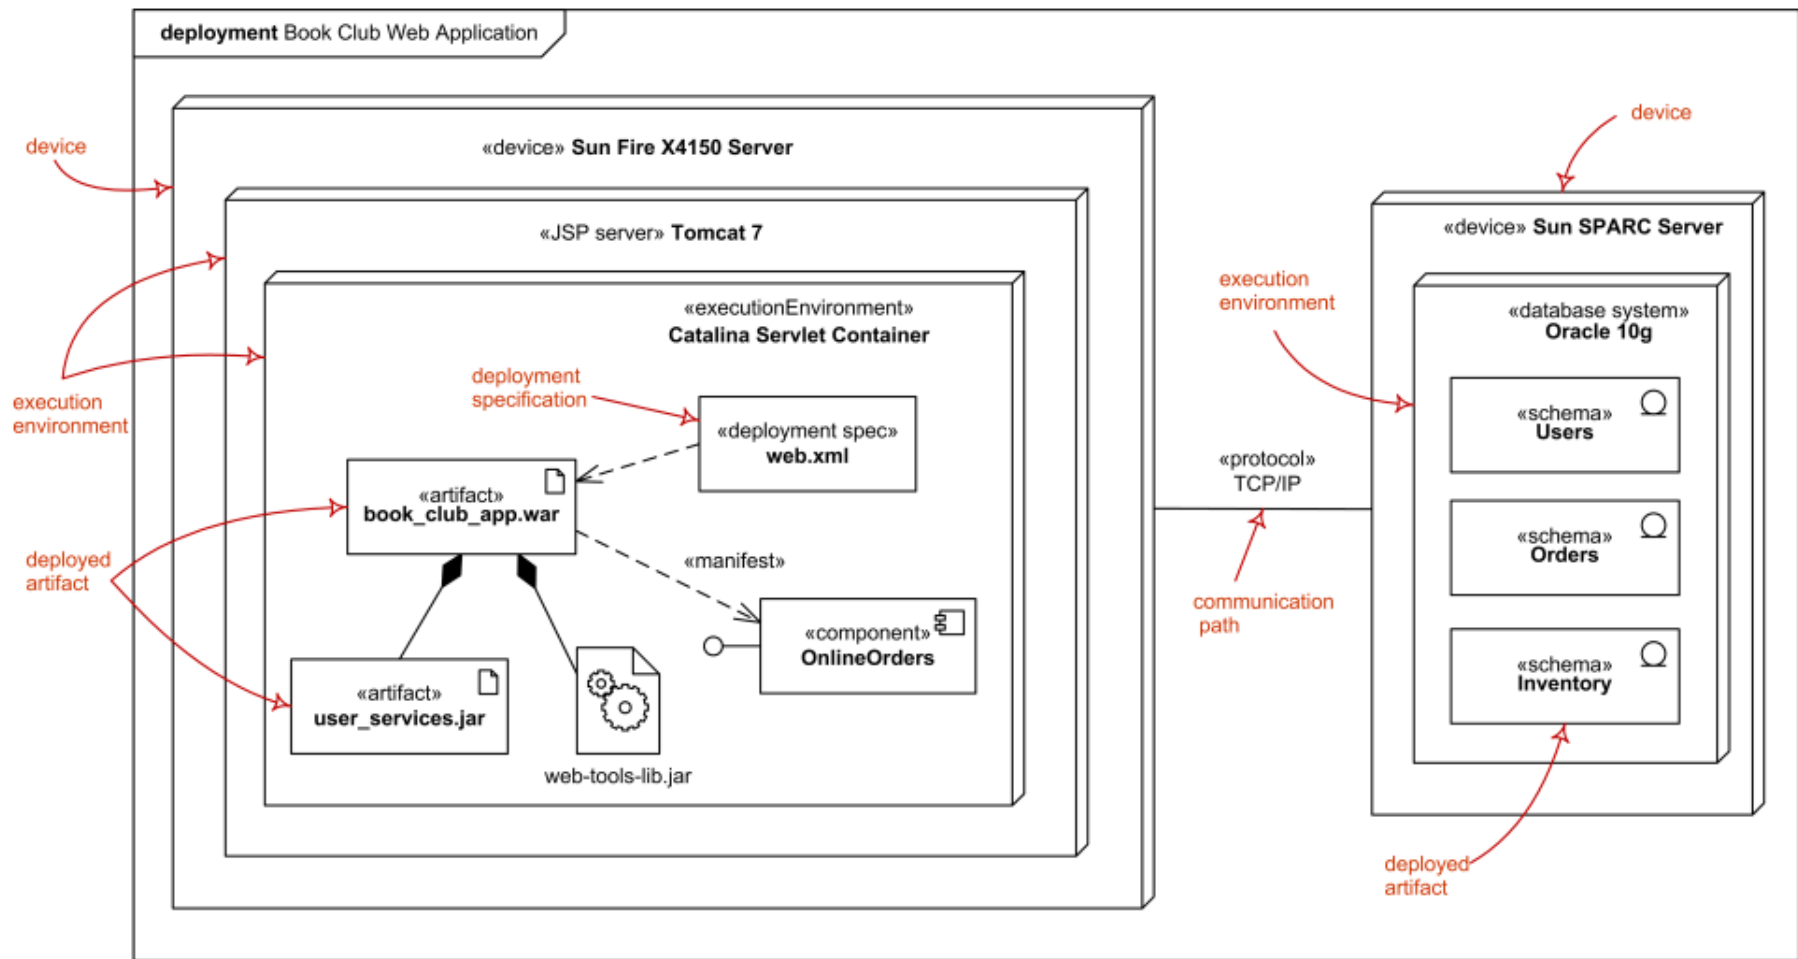 deployment Book Club Web Application
device
«device» Sun Fire X4150 Server
«JSP server» Tomcat 7
«executionEnvironment»
Catalina Servlet Container
execution
environment
deployment
specification
«deployment spec»
web.xml
«artifact»
book_club_app.war
«manifest»
deployed
artifact
«component»
OnlineOrders
«artifact»
user_services.jar
web-tools-lib.jar
«protocol»
TCP/IP
communication
path
device
«device» Sun SPARC Server
execution
environment
«database system»
Oracle 10g
«schema»
Users
«schema»
Orders
«schema»
Inventory
deployed
artifact